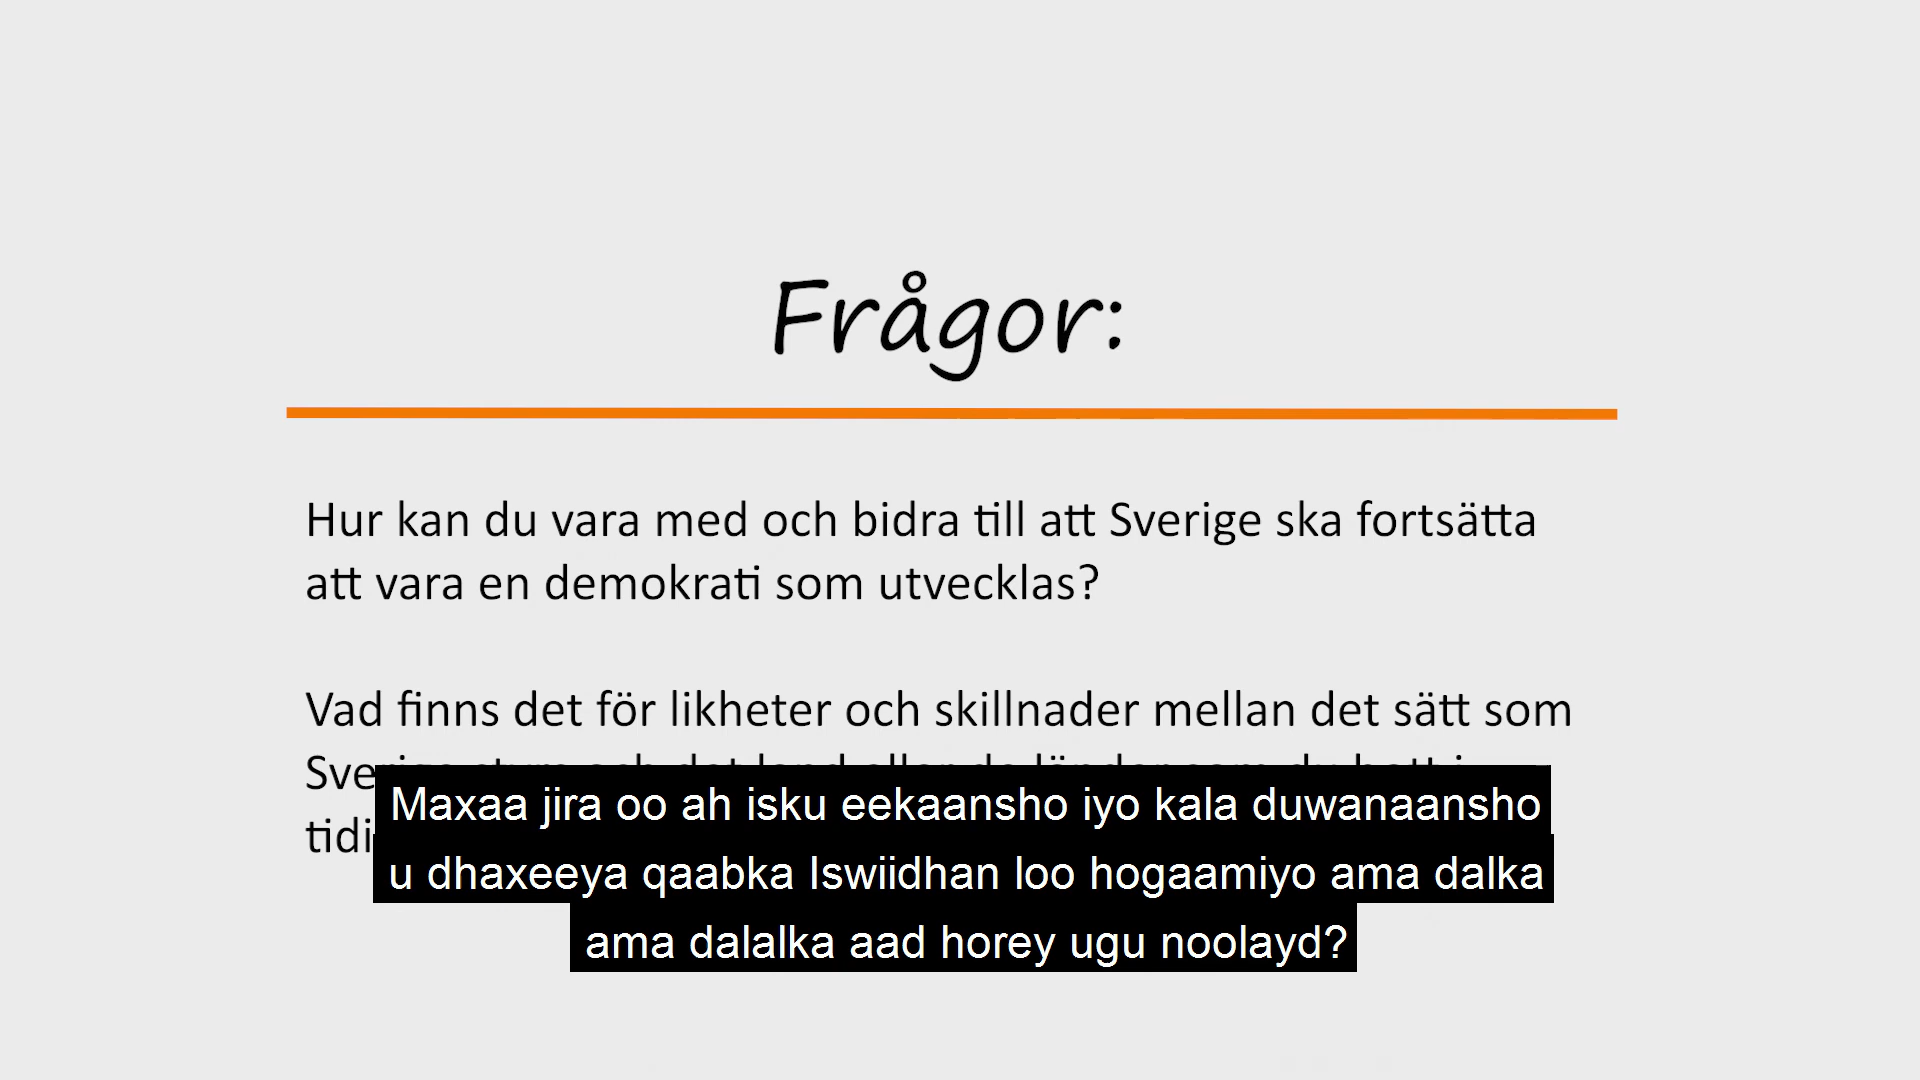 Frågor:
Hur kan du vara med och bidra till att Sverige ska fortsätta
att vara en demokrati som utvecklas?
Vad finns det för likheter och skillnader mellan det sätt som
Maxaa jira oo ah isku eekaansho iyo kala duwanaansho
u dhaxeeya qaabka Iswiidhan loo hogaamiyo ama dalka
ama dalalka aad horey ugu noolayd?